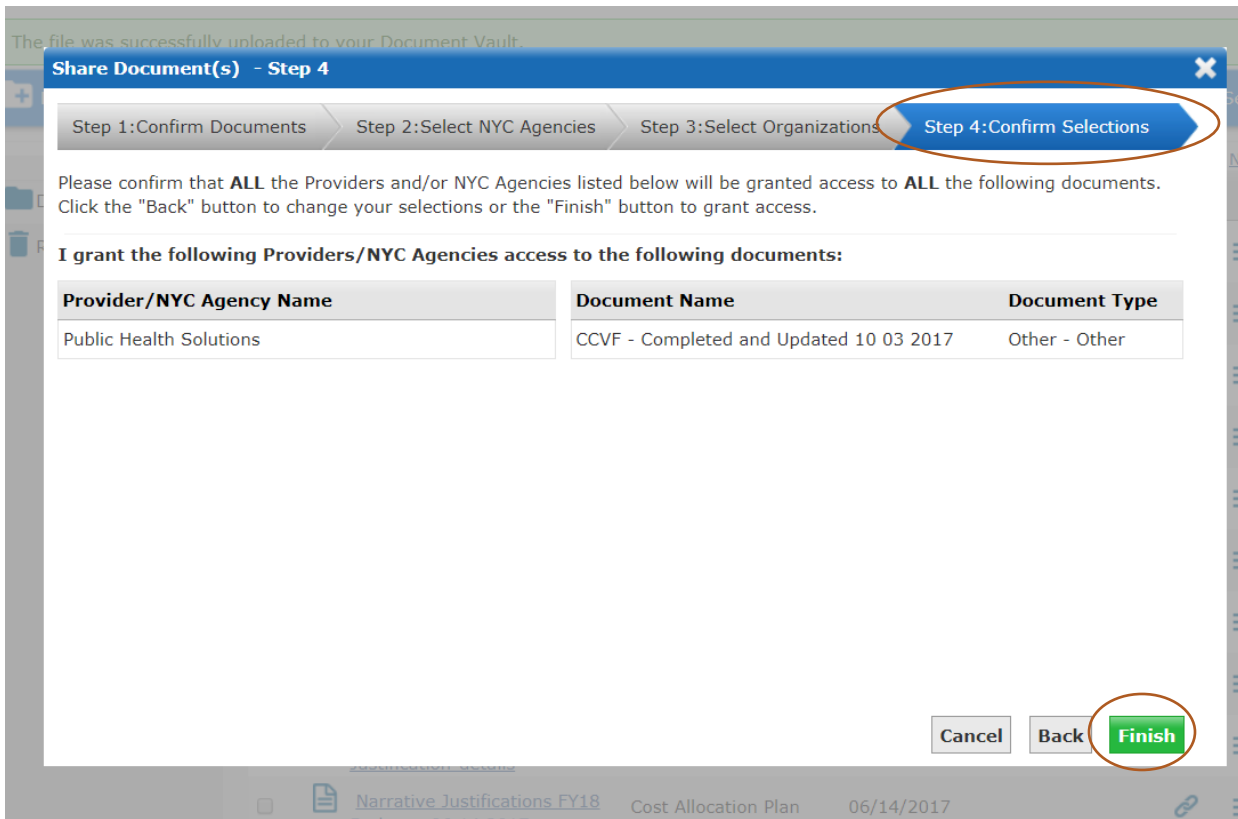 The file was successfully uploaded to your Document Vault.
Share Document(s) - Step 4
Step 1:Confirm Documents
Step 2:Select NYC Agencies
Step 3:Select Organizations
Step 4:Confirm Selections
Please confirm that ALL the Providers and/or NYC Agencies listed below will be granted access to ALL the following documents.
Click the "Back" button to change your selections or the "Finish" button to grant access.
I grant the following Providers/NYC Agencies access to the following documents:
Provider/NYC Agency Name
Document Name
Document Type
Public Health Solutions
CCVF - Completed and Updated 10 03 2017
Other - Other
Cancel
Back
Finish
Narrative Justifications FY18
Cost Allocation Plan
06/14/2017